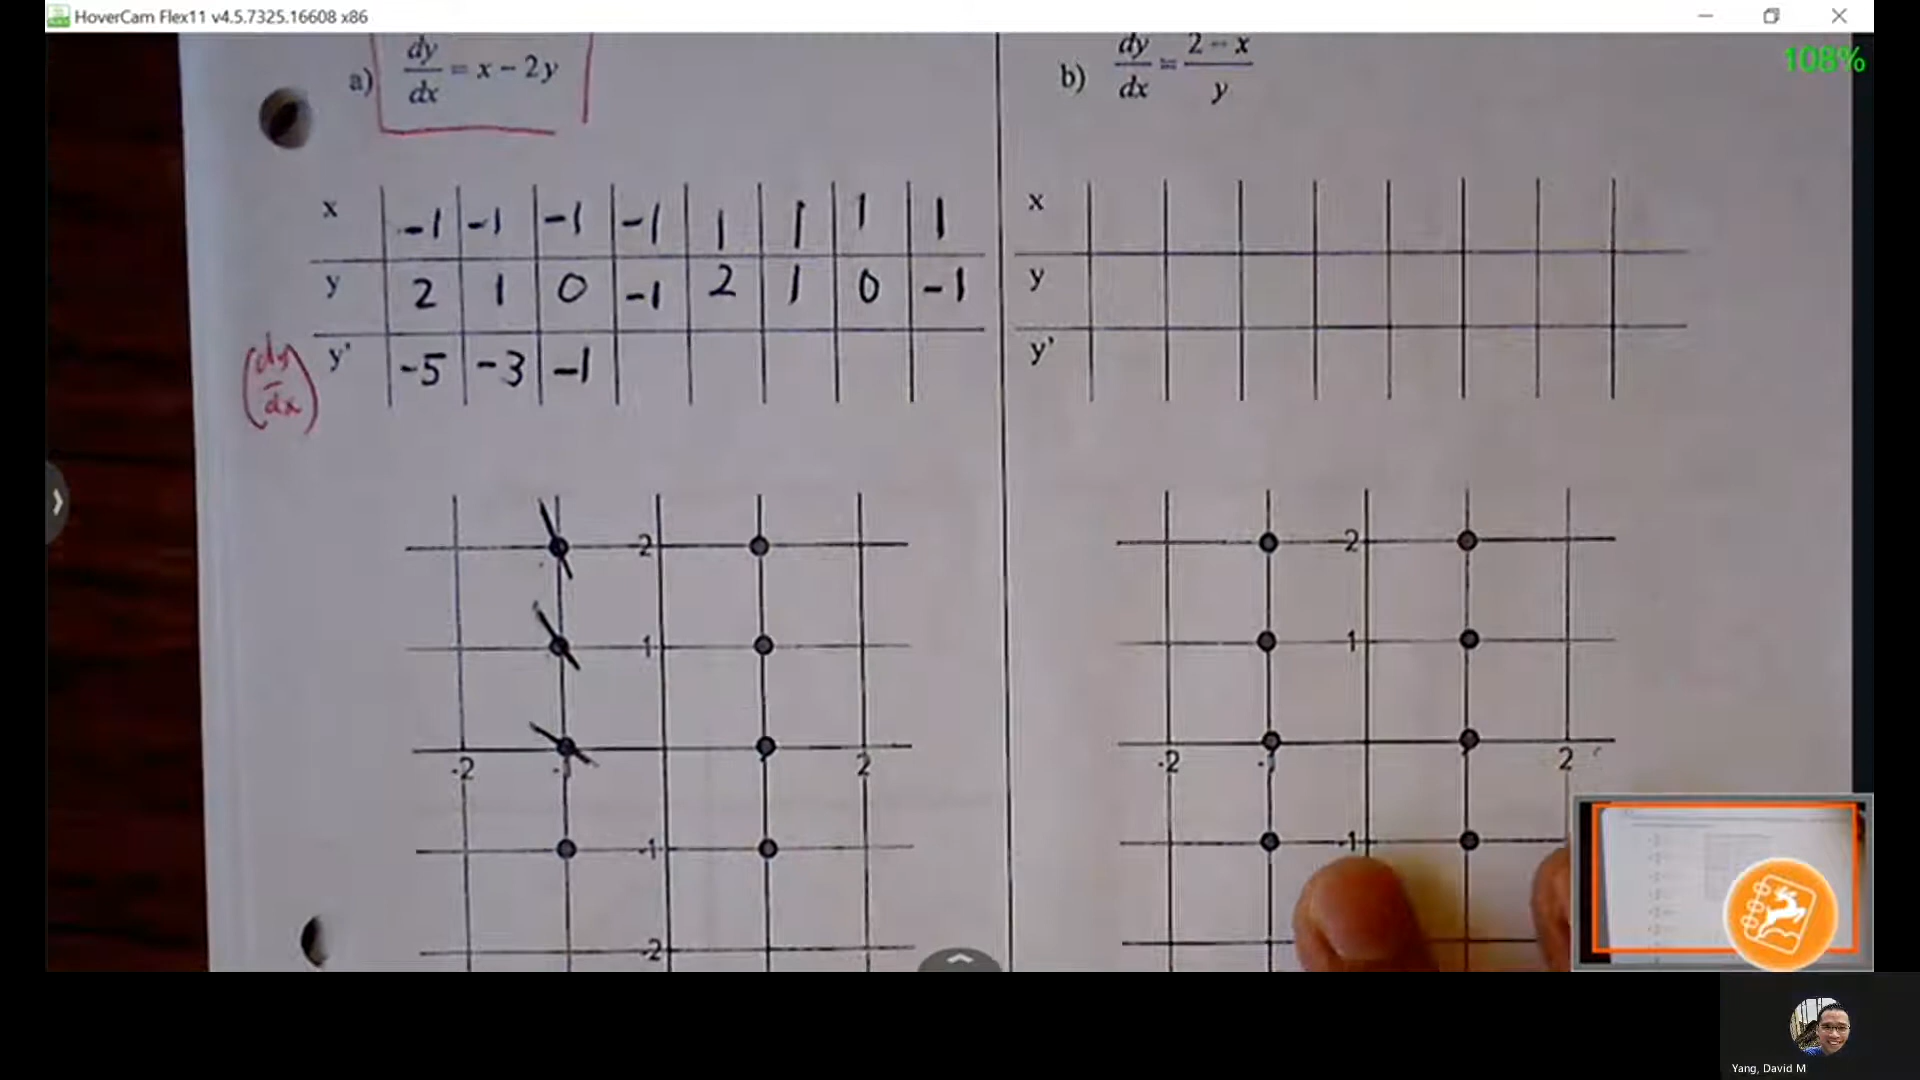 HoverCam Flex11 v4.5.7325.16608 x86
108%
a) dy/dx = x - 2y
x -1 -1 -1 -1 1 1 1 1
y 2 1 0 -1 2 1 0 -1
(dy/dx) y' -5 -3 -1
2
1
-2 -1 2
-1
-2
b) dy/dx = 2 - x / y
x
y
y'
2
1
-2 -1 2
-1
Yang, David M